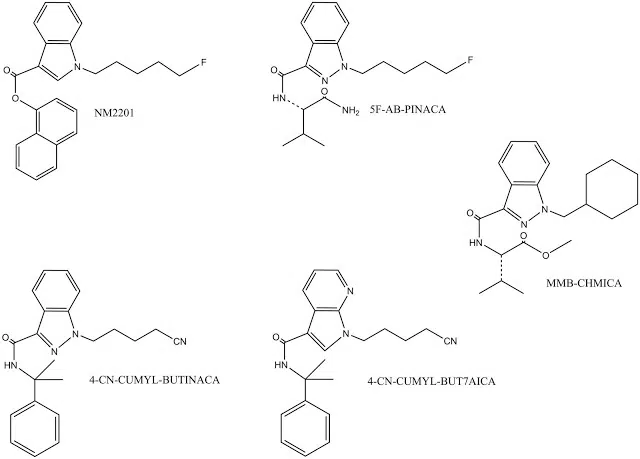 F
N
O
O
NM2201
F
N
N
O
HN
O
NH2
5F-AB-PINACA
N
N
O
HN
O
O
MMB-CHMICA
N
N
CN
O
HN
4-CN-CUMYL-BUTINACA
N
N
CN
O
HN
4-CN-CUMYL-BUT7AICA